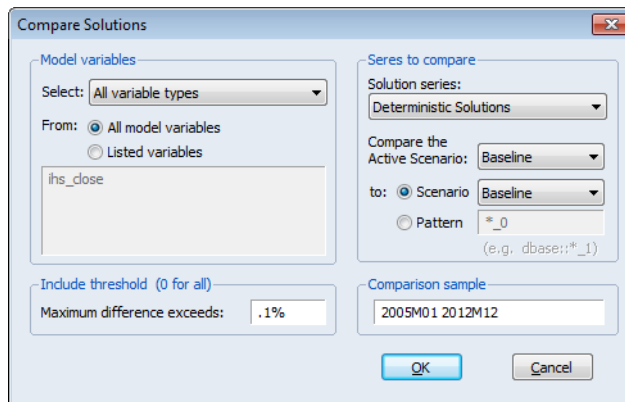 Compare Solutions
Model variables
Select: All variable types
From: All model variables
Listed variables
ihs_close
Include threshold (0 for all)
Maximum difference exceeds: .1%
Seres to compare
Solution series:
Deterministic Solutions
Compare the
Active Scenario: Baseline
to: Scenario Baseline
Pattern *_0
(e.g. dbase::*_1)
Comparison sample
2005M01 2012M12
OK Cancel